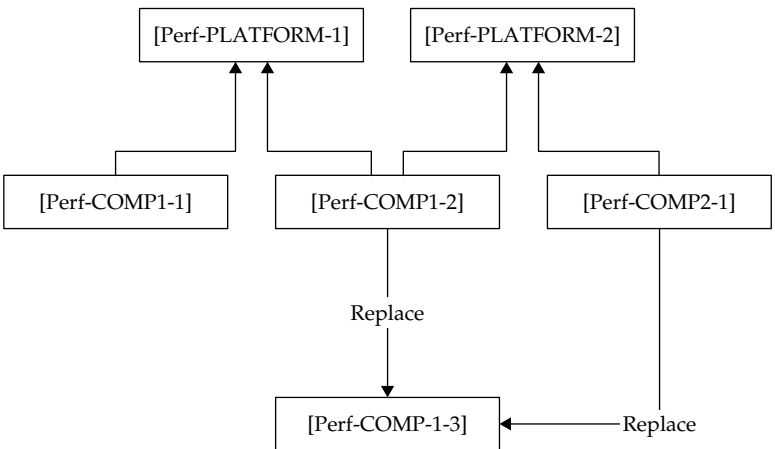 [Perf-PLATFORM-1]
[Perf-PLATFORM-2]
[Perf-COMP1-1]
[Perf-COMP1-2]
[Perf-COMP2-1]
Replace
[Perf-COMP-1-3]
Replace